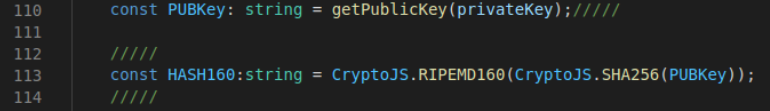 110 const PUBKey: string = getPublicKey(privateKey);/////
111
112 /////
113 const HASH160:string = CryptoJS.RIPEMD160(CryptoJS.SHA256(PUBKey));
114 /////